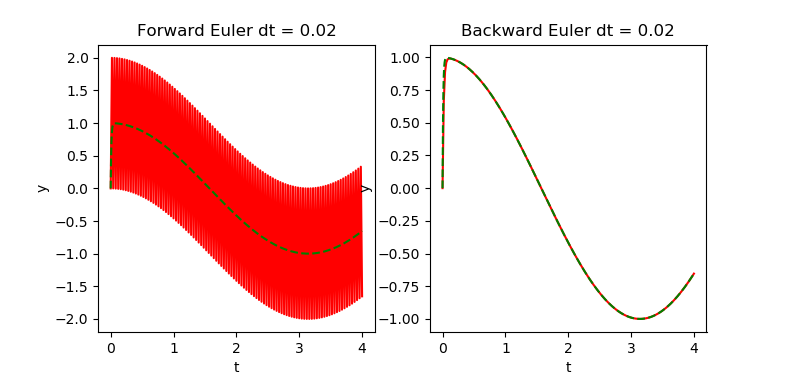 Forward Euler dt = 0.02
2.0
1.5
1.0
0.5
0.0
−0.5
−1.0
−1.5
−2.0
y
0 1 2 3 4
t
Backward Euler dt = 0.02
1.00
0.75
0.50
0.25
0.00
−0.25
−0.50
−0.75
−1.00
y
0 1 2 3 4
t